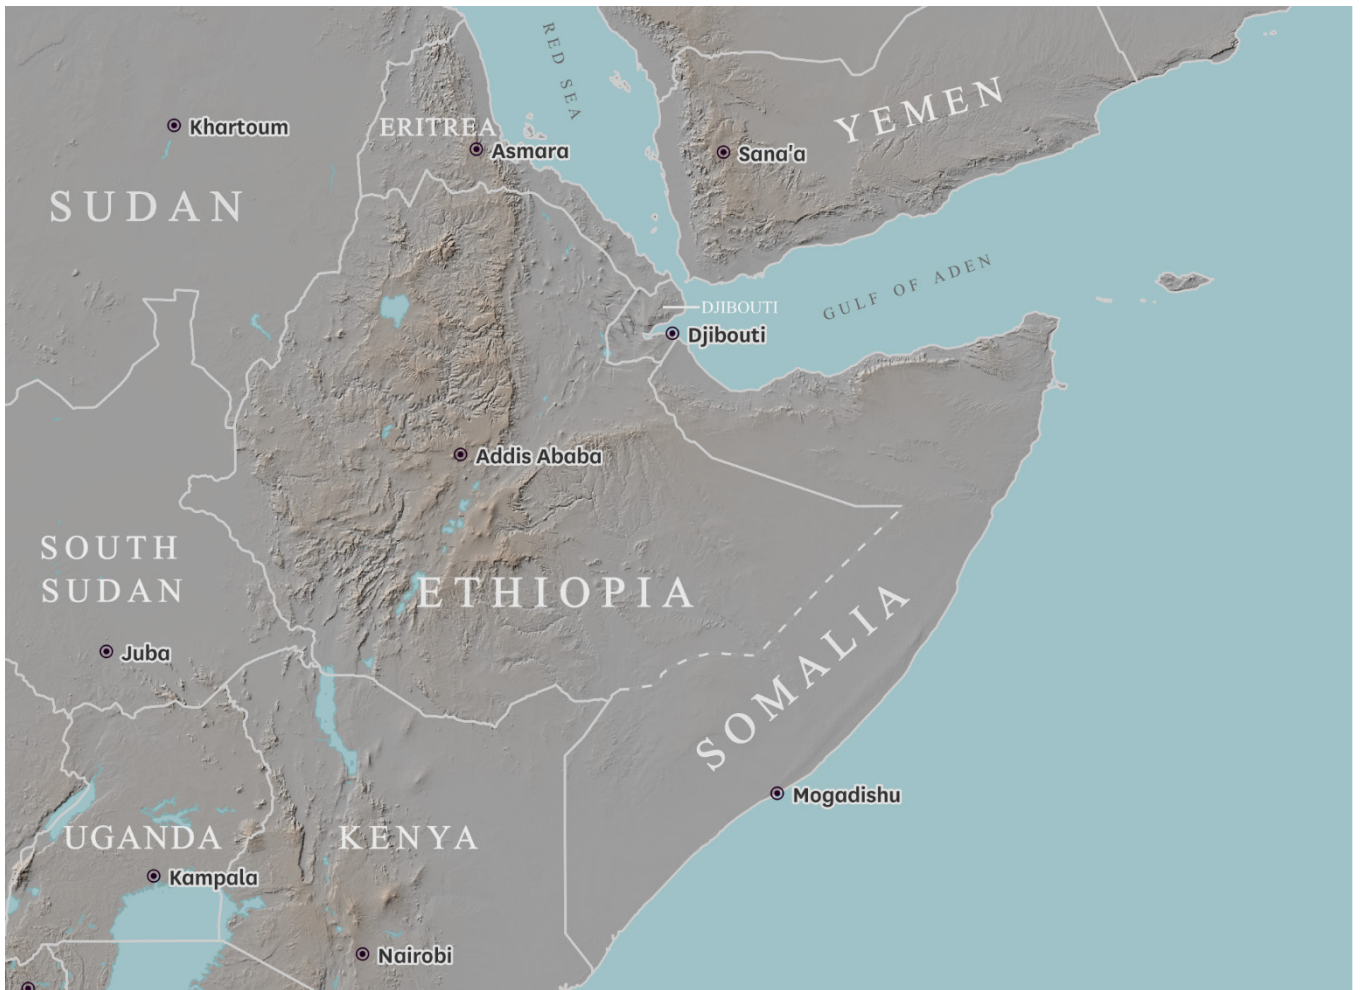 RED SEA
YEMEN
Khartoum
ERITREA
Asmara
Sana'a
SUDAN
GULF OF ADEN
DJIBOUTI
Djibouti
Addis Ababa
SOUTH
SUDAN
ETHIOPIA
Juba
SOMALIA
Mogadishu
UGANDA
KENYA
Kampala
Nairobi